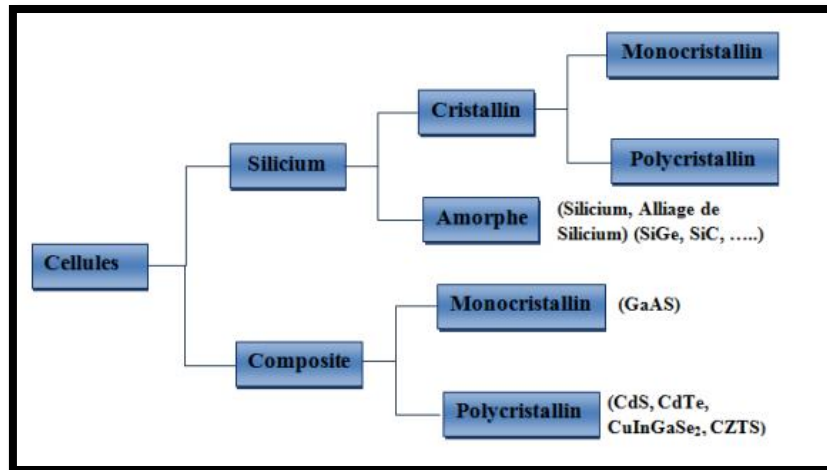 Monocristallin
Cristallin
Polycristallin
Silicium
Amorphe
(Silicium, Alliage de
Silicium) (SiGe, SiC, .....)
Cellules
Monocristallin
(GaAS)
Composite
Polycristallin
(CdS, CdTe,
CuInGaSe₂, CZTS)